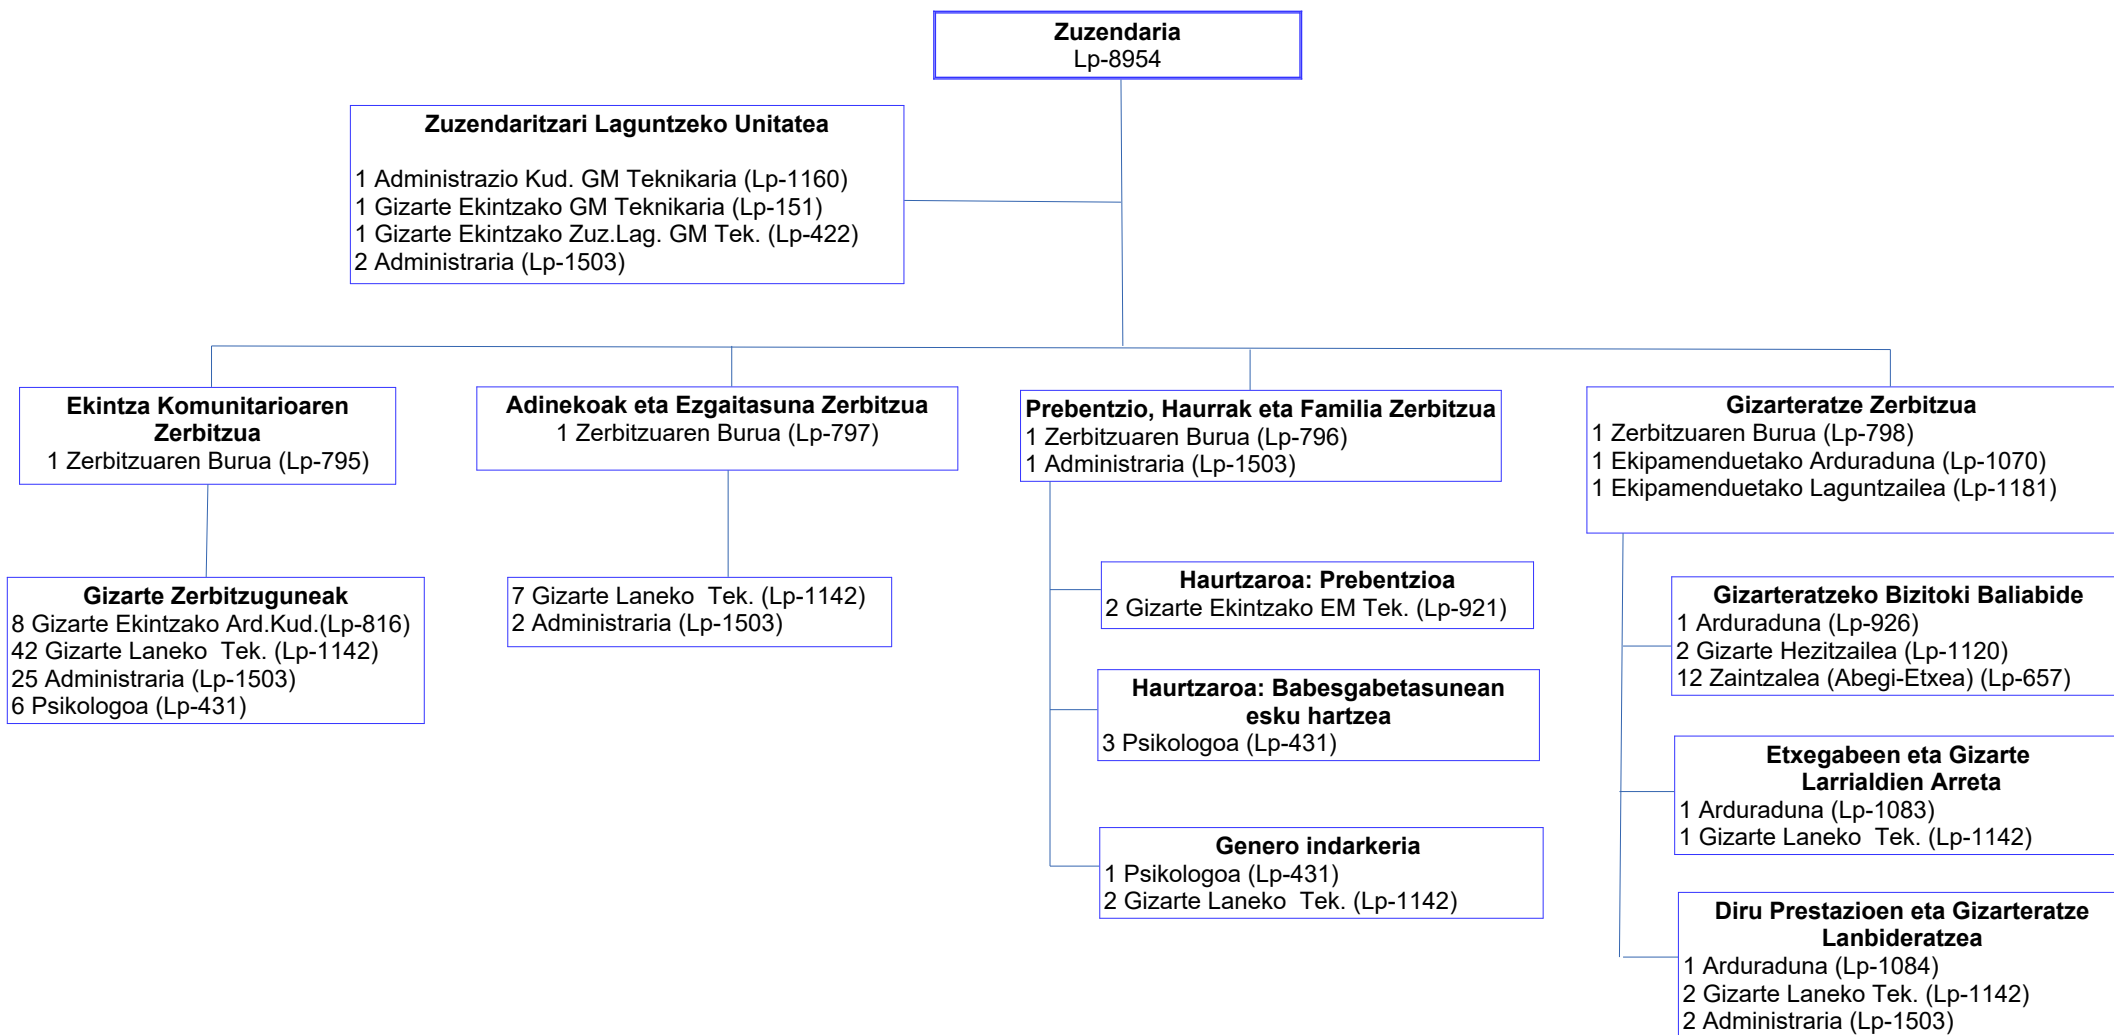 Zuzendaria
Lp-8954
Zuzendaritzari Laguntzeko Unitatea
1 Administrazio Kud. GM Teknikaria (Lp-1160)
1 Gizarte Ekintzako GM Teknikaria (Lp-151)
1 Gizarte Ekintzako Zuz.Lag. GM Tek. (Lp-422)
2 Administraria (Lp-1503)
Ekintza Komunitarioaren
Zerbitzua
1 Zerbitzuaren Burua (Lp-795)
Gizarte Zerbitzuguneak
8 Gizarte Ekintzako Ard.Kud.(Lp-816)
42 Gizarte Laneko  Tek. (Lp-1142)
25 Administraria (Lp-1503)
6 Psikologoa (Lp-431)
Adinekoak eta Ezgaitasuna Zerbitzua
1 Zerbitzuaren Burua (Lp-797)
7 Gizarte Laneko  Tek. (Lp-1142)
2 Administraria (Lp-1503)
Prebentzio, Haurrak eta Familia Zerbitzua
1 Zerbitzuaren Burua (Lp-796)
1 Administraria (Lp-1503)
Haurtzaroa: Prebentzioa
2 Gizarte Ekintzako EM Tek. (Lp-921)
Haurtzaroa: Babesgabetasunean
esku hartzea
3 Psikologoa (Lp-431)
Genero indarkeria
1 Psikologoa (Lp-431)
2 Gizarte Laneko  Tek. (Lp-1142)
Gizarteratze Zerbitzua
1 Zerbitzuaren Burua (Lp-798)
1 Ekipamenduetako Arduraduna (Lp-1070)
1 Ekipamenduetako Laguntzailea (Lp-1181)
Gizarteratzeko Bizitoki Baliabide
1 Arduraduna (Lp-926)
2 Gizarte Hezitzailea (Lp-1120)
12 Zaintzalea (Abegi-Etxea) (Lp-657)
Etxegabeen eta Gizarte
Larrialdien Arreta
1 Arduraduna (Lp-1083)
1 Gizarte Laneko  Tek. (Lp-1142)
Diru Prestazioen eta Gizarteratze
Lanbideratzea
1 Arduraduna (Lp-1084)
2 Gizarte Laneko Tek. (Lp-1142)
2 Administraria (Lp-1503)